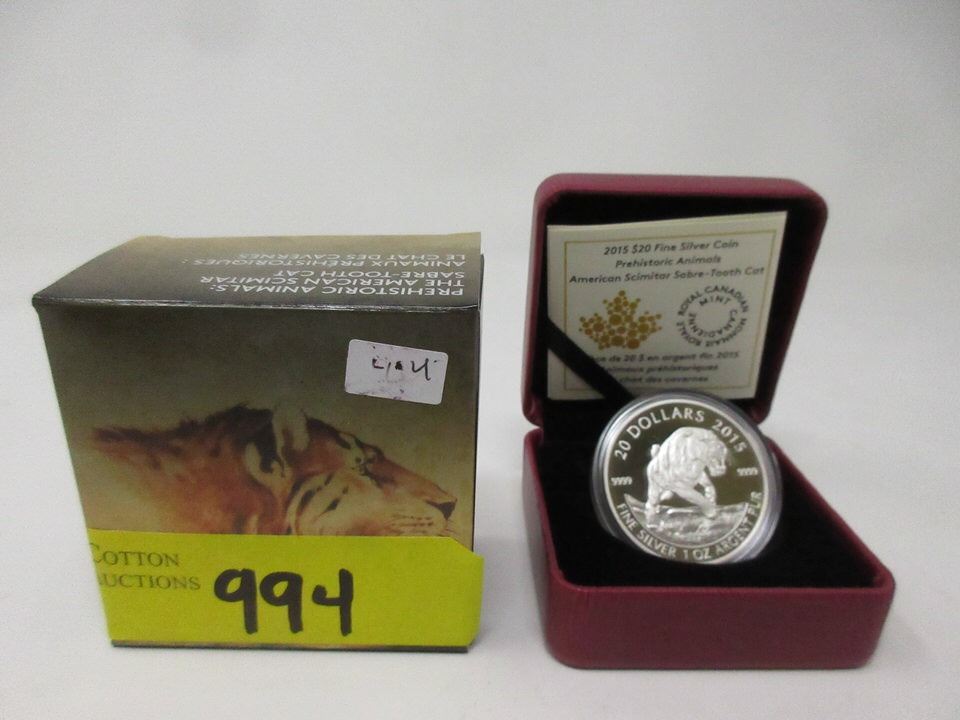 PREHISTORIC ANIMALS:
THE AMERICAN SCIMITAR
SABRE-TOOTH CAT
ANIMAUX PRÉHISTORIQUES :
LE CHAT DES CAVERNES
COTTON
UCTIONS
994
2015 $20 Fine Silver Coin
Prehistoric Animals
American Scimitar Sabre-Tooth Cat
ROYAL CANADIAN MINT
MONNAIE ROYALE CANADIENNE
de 20 $ en argent fin 2015
préhistoriques
chat des cavernes
20 DOLLARS 2015
9999
9999
FINE SILVER 1 OZ ARGENT PUR